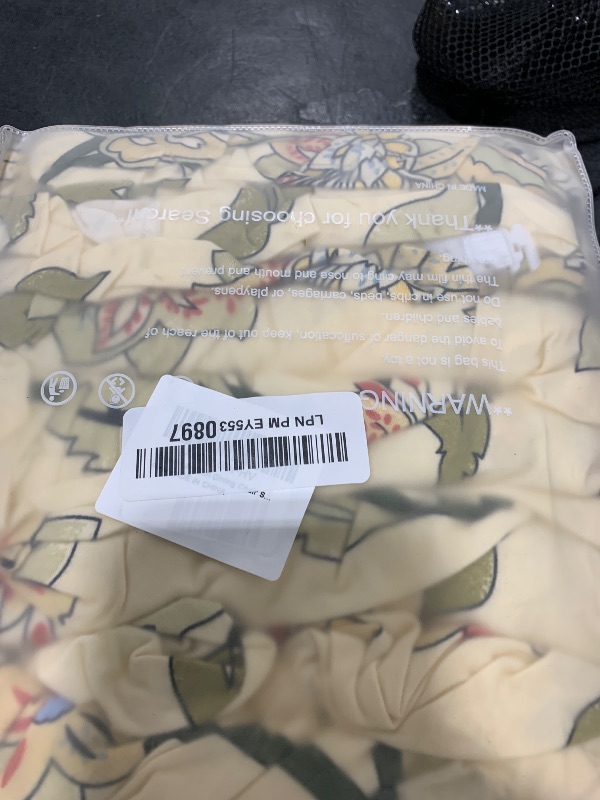 **WARNING
This bag is not a toy.
To avoid the danger of suffocation, keep out of the reach of
babies and children.
Do not use in cribs, beds, carriages, or playpens.
The thin film may cling to nose and mouth and prevent
**Thank you for choosing
MADE IN CHINA
LPN PM EY553 0897